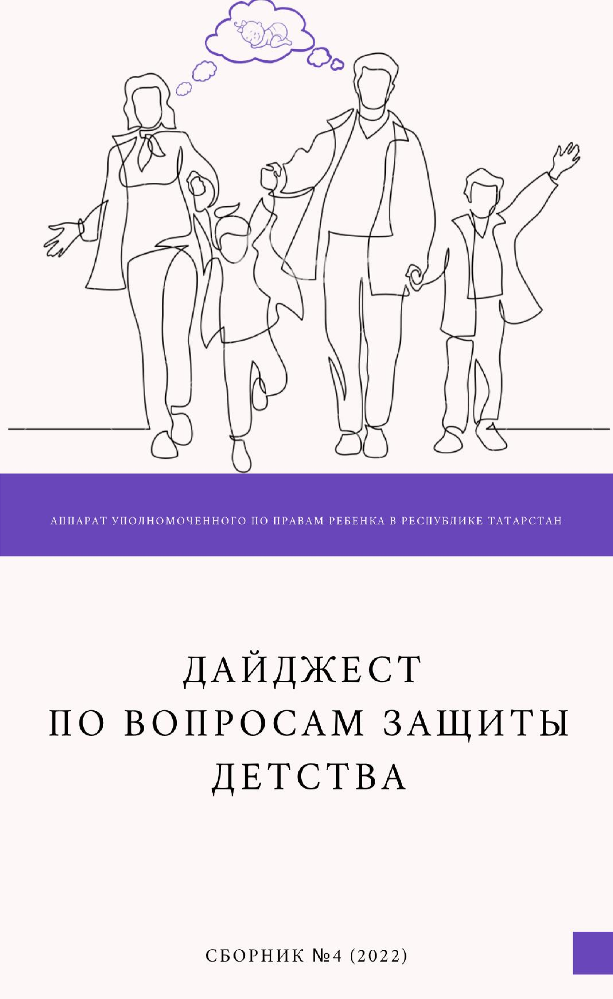 АППАРАТ УПОЛНОМОЧЕННОГО ПО ПРАВАМ РЕБЕНКА В РЕСПУБЛИКЕ ТАТАРСТАН
ДАЙДЖЕСТ
ПО ВОПРОСАМ ЗАЩИТЫ
ДЕТСТВА
СБОРНИК №4 (2022)